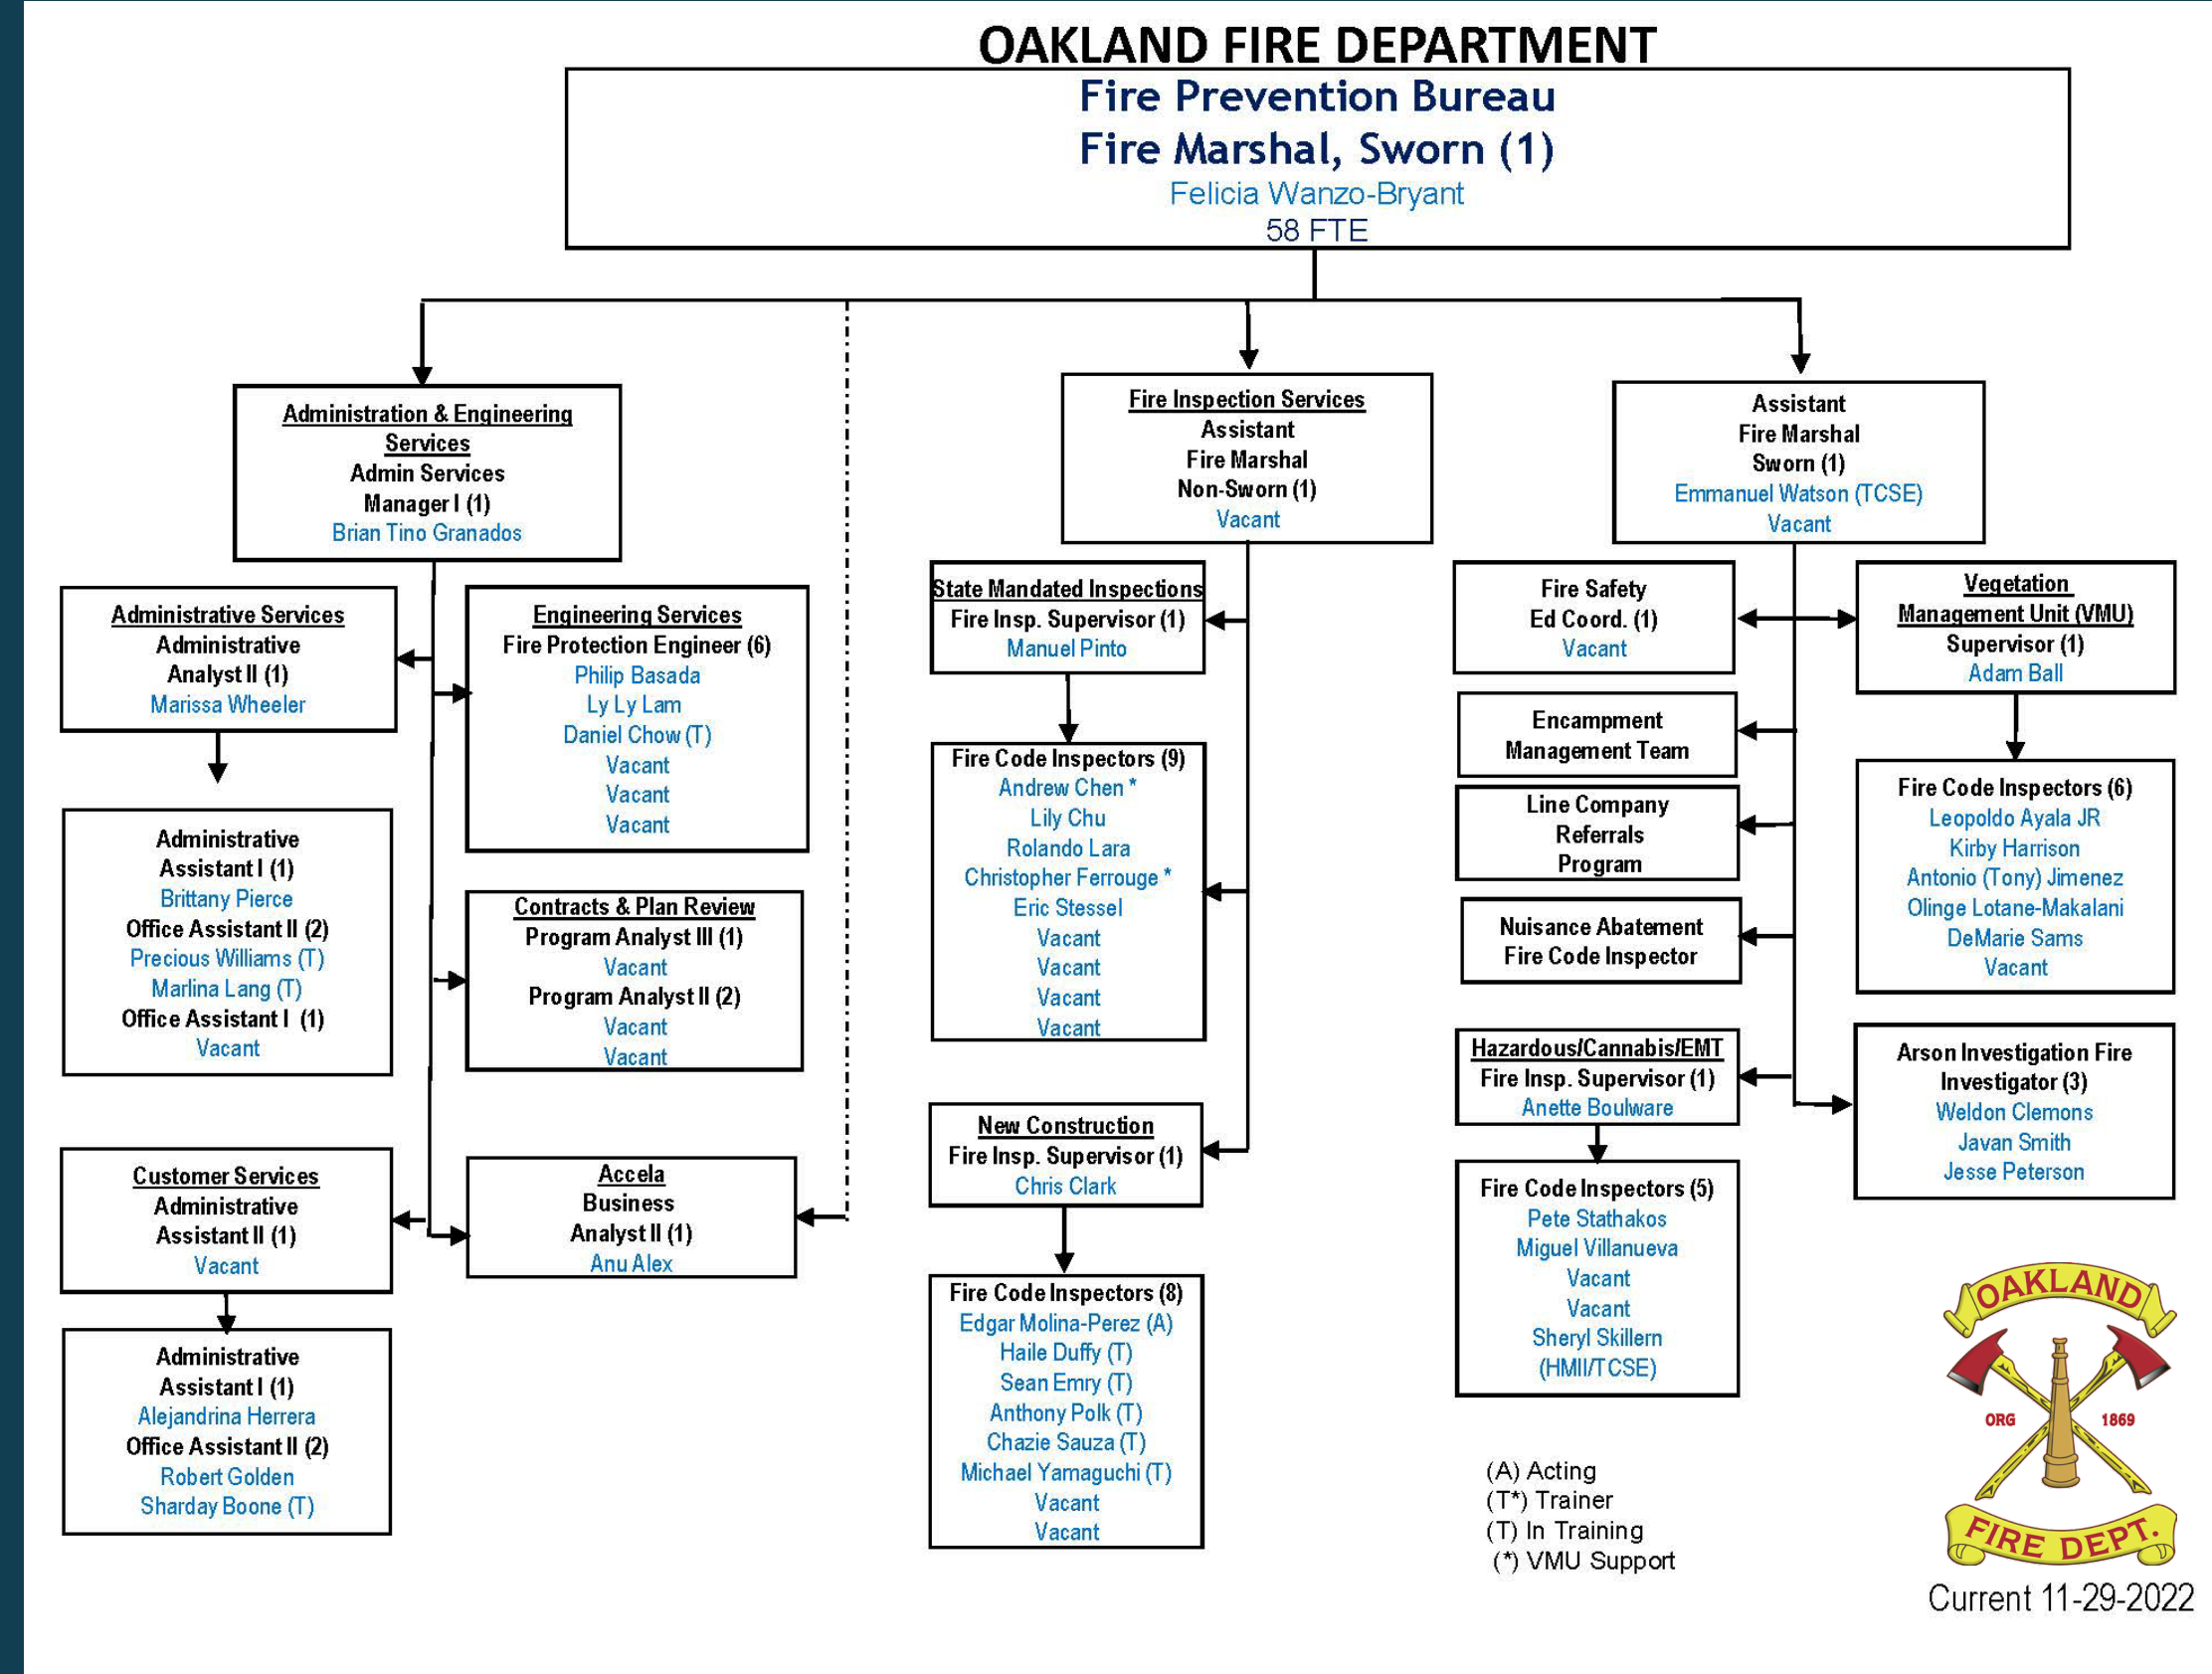 OAKLAND FIRE DEPARTMENT
Fire Prevention Bureau
Fire Marshal, Sworn (1)
Felicia Wanzo-Bryant
58 FTE
Administration & Engineering
Services
Admin Services
Manager I (1)
Brian Tino Granados
Administrative Services
Administrative
Analyst II (1)
Marissa Wheeler
Administrative
Assistant I (1)
Brittany Pierce
Office Assistant II (2)
Precious Williams (T)
Marlina Lang (T)
Office Assistant I (1)
Vacant
Customer Services
Administrative
Assistant II (1)
Vacant
Administrative
Assistant I (1)
Alejandrina Herrera
Office Assistant II (2)
Robert Golden
Sharday Boone (T)
Engineering Services
Fire Protection Engineer (6)
Philip Basada
Ly Ly Lam
Daniel Chow (T)
Vacant
Vacant
Vacant
Contracts & Plan Review
Program Analyst III (1)
Vacant
Program Analyst II (2)
Vacant
Vacant
Accela
Business
Analyst II (1)
Anu Alex
Fire Inspection Services
Assistant
Fire Marshal
Non-Sworn (1)
Vacant
State Mandated Inspections
Fire Insp. Supervisor (1)
Manuel Pinto
Fire Code Inspectors (9)
Andrew Chen *
Lily Chu
Rolando Lara
Christopher Ferrouge *
Eric Stessel
Vacant
Vacant
Vacant
Vacant
New Construction
Fire Insp. Supervisor (1)
Chris Clark
Fire Code Inspectors (8)
Edgar Molina-Perez (A)
Haile Duffy (T)
Sean Emry (T)
Anthony Polk (T)
Chazie Sauza (T)
Michael Yamaguchi (T)
Vacant
Vacant
Assistant
Fire Marshal
Sworn (1)
Emmanuel Watson (TCSE)
Vacant
Fire Safety
Ed Coord. (1)
Vacant
Encampment
Management Team
Line Company
Referrals
Program
Nuisance Abatement
Fire Code Inspector
Hazardous/Cannabis/EMT
Fire Insp. Supervisor (1)
Anette Boulware
Fire Code Inspectors (5)
Pete Stathakos
Miguel Villanueva
Vacant
Vacant
Sheryl Skillern
(HMII/TCSE)
Vegetation
Management Unit (VMU)
Supervisor (1)
Adam Ball
Fire Code Inspectors (6)
Leopoldo Ayala JR
Kirby Harrison
Antonio (Tony) Jimenez
Olinge Lotane-Makalani
DeMarie Sams
Vacant
Arson Investigation Fire
Investigator (3)
Weldon Clemons
Javan Smith
Jesse Peterson
(A) Acting
(T*) Trainer
(T) In Training
(*) VMU Support
OAKLAND
ORG 1869
FIRE DEPT.
Current 11-29-2022